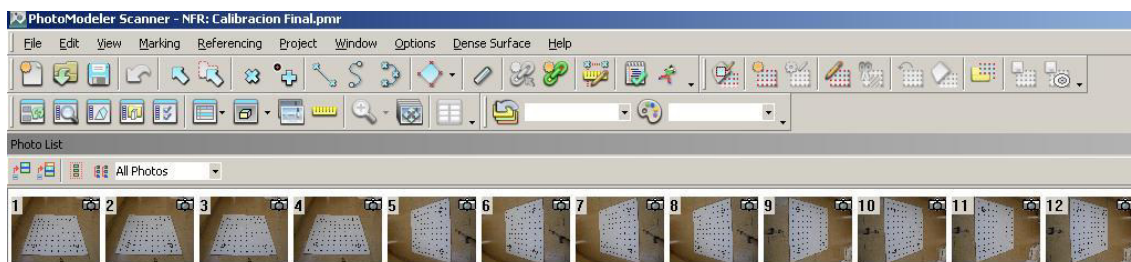 PhotoModeler Scanner - NFR: Calibracion Final.pmr
File Edit View Marking Referencing Project Window Options Dense Surface Help
Photo List
All Photos
1 2 3 4 5 6 7 8 9 10 11 12